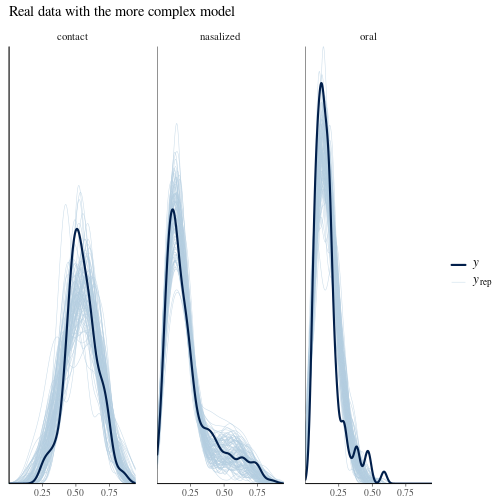 Real data with the more complex model
contact
nasalized
oral
y
y rep
0.25 0.50 0.75
0.25 0.50 0.75
0.25 0.50 0.75